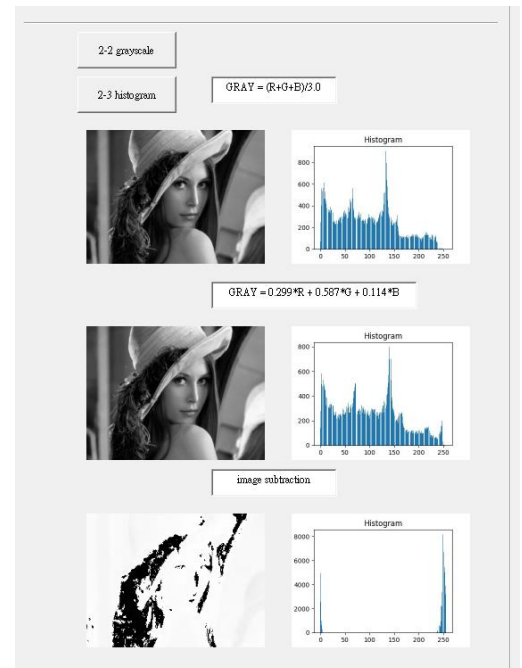 2-2 grayscale
2-3 histogram
GRAY = (R+G+B)/3.0
Histogram
800
600
400
200
0
0 50 100 150 200 250
GRAY = 0.299*R + 0.587*G + 0.114*B
Histogram
800
600
400
200
0
0 50 100 150 200 250
image subtraction
Histogram
8000
6000
4000
2000
0
0 50 100 150 200 250